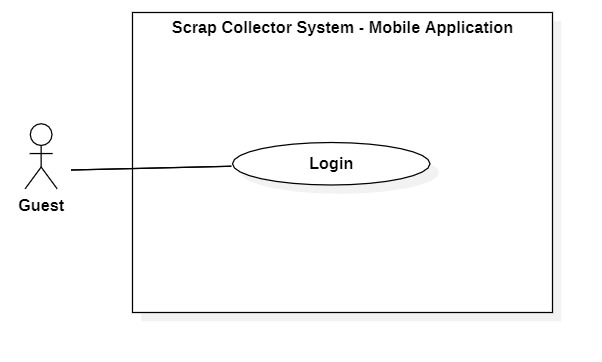 Scrap Collector System - Mobile Application
Login
Guest